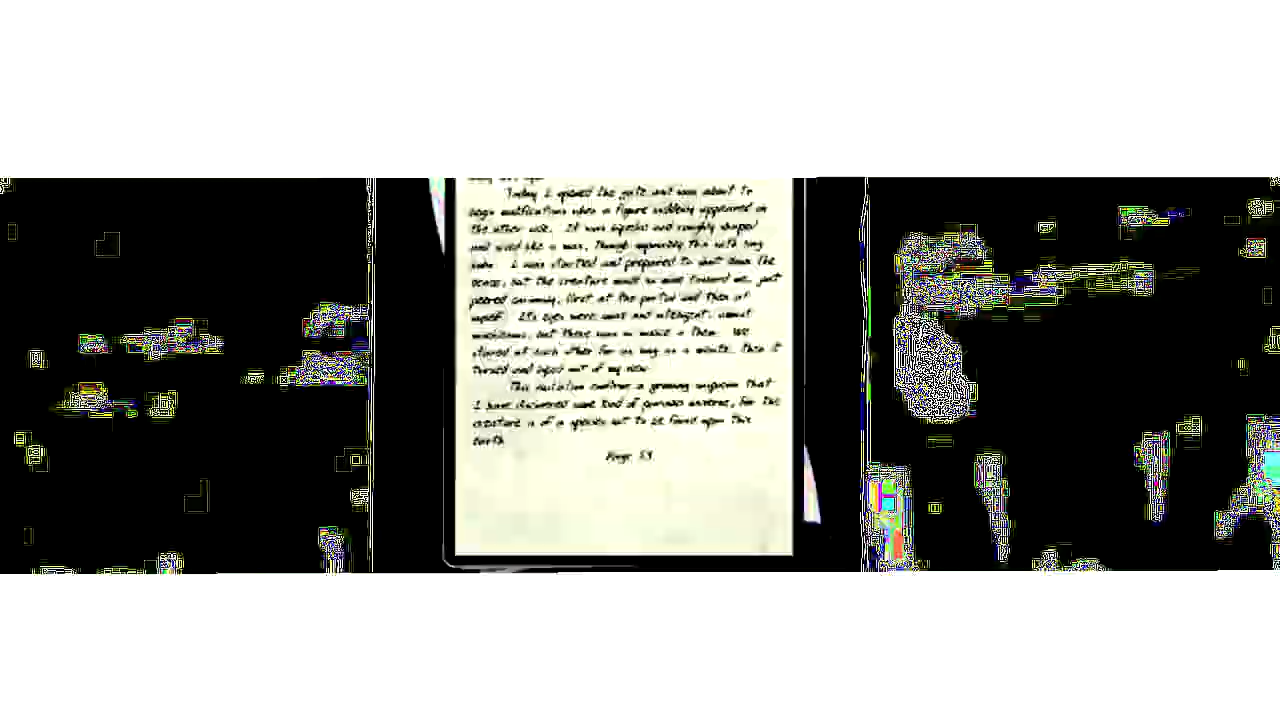 Today I opened the gate and was about to
begin modifications when a figure suddenly appeared on
the other side. It was bipedal and roughly shaped
and sized like a man, though apparently thin with long
limbs. I was startled and prepared to shut down the
device, but the creature made no move toward me, just
peered, first at the portal and then at
myself. Its eyes were and intelligent, almost
but there was no malice in them. We
stared at each other for as long as a minute, then it
turned and loped out of my view.
This visitation confirms a growing suspicion that
I have discovered some kind of universe, for the
creature is of a species not to be found upon this
Earth.
Page 53